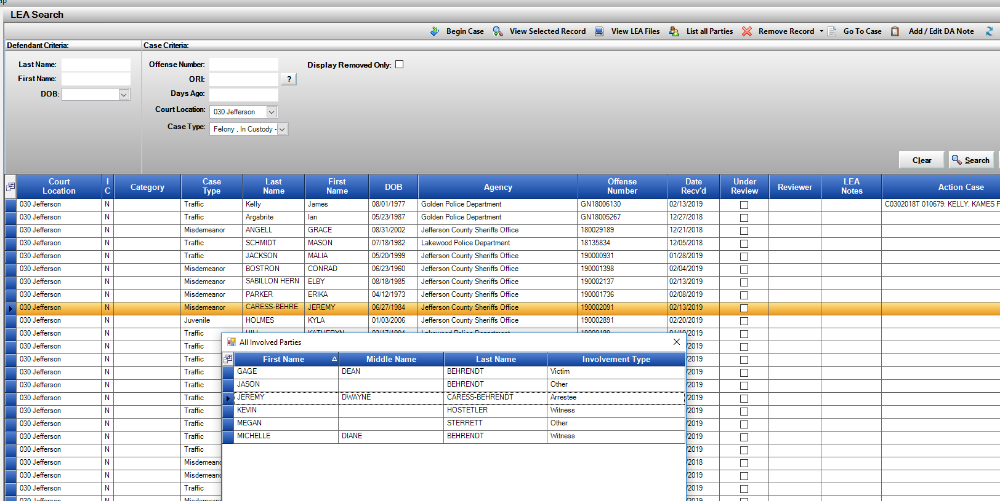 LEA Search
Begin Case View Selected Record View LEA Files List all Parties Remove Record Go To Case Add / Edit DA Note
Defendant Criteria: Case Criteria:
Last Name: Offense Number: Display Removed Only:
First Name: ORI: ?
DOB: Days Ago:
Court Location: 030 Jefferson
Case Type: Felony , In Custody -
Clear Search
Court Location I C Category Case Type Last Name First Name DOB Agency Offense Number Date Recv'd Under Review Reviewer LEA Notes Action Case
030 Jefferson N Traffic Kelly James 08/01/1977 Golden Police Department GN18006130 02/13/2019 C0302018T 010679: KELLY, KAMES F
030 Jefferson N Traffic Argabrite Ian 05/23/1987 Golden Police Department GN18005267 12/27/2018
030 Jefferson N Misdemeanor ANGELL GRACE 08/31/2002 Jefferson County Sheriffs Office 180029189 12/21/2018
030 Jefferson N Traffic SCHMIDT MASON 07/18/1982 Lakewood Police Department 18135834 12/05/2018
030 Jefferson N Traffic JACKSON MALIA 05/20/1999 Jefferson County Sheriffs Office 190000931 01/28/2019
030 Jefferson N Misdemeanor BOSTRON CONRAD 06/23/1960 Jefferson County Sheriffs Office 190001398 02/04/2019
030 Jefferson N Misdemeanor SABILLON HERN ELBY 08/18/1985 Jefferson County Sheriffs Office 190002137 02/13/2019
030 Jefferson N Misdemeanor PARKER ERIKA 04/12/1973 Jefferson County Sheriffs Office 190001736 02/08/2019
030 Jefferson N Misdemeanor CARESS-BEHRE JEREMY 06/27/1984 Jefferson County Sheriffs Office 190002091 02/13/2019
030 Jefferson N Juvenile HOLMES KYLA 01/03/2006 Jefferson County Sheriffs Office 190002891 02/20/2019
030 Jefferson N Traffic
030 Jefferson N Traffic /2019
030 Jefferson N Traffic /2019
030 Jefferson N Traffic /2019
030 Jefferson N Traffic /2019
030 Jefferson N Traffic /2019
030 Jefferson N Traffic /2019
030 Jefferson N Traffic /2019
030 Jefferson N Traffic /2019
030 Jefferson N Traffic /2019
030 Jefferson N Misdemeano /2018
030 Jefferson N Misdemeano /2019
030 Jefferson N Traffic /2019
All Involved Parties
First Name Middle Name Last Name Involvement Type
GAGE DEAN BEHRENDT Victim
JASON BEHRENDT Other
JEREMY DWAYNE CARESS-BEHRENDT Arrestee
KEVIN HOSTETLER Witness
MEGAN STERRETT Other
MICHELLE DIANE BEHRENDT Witness